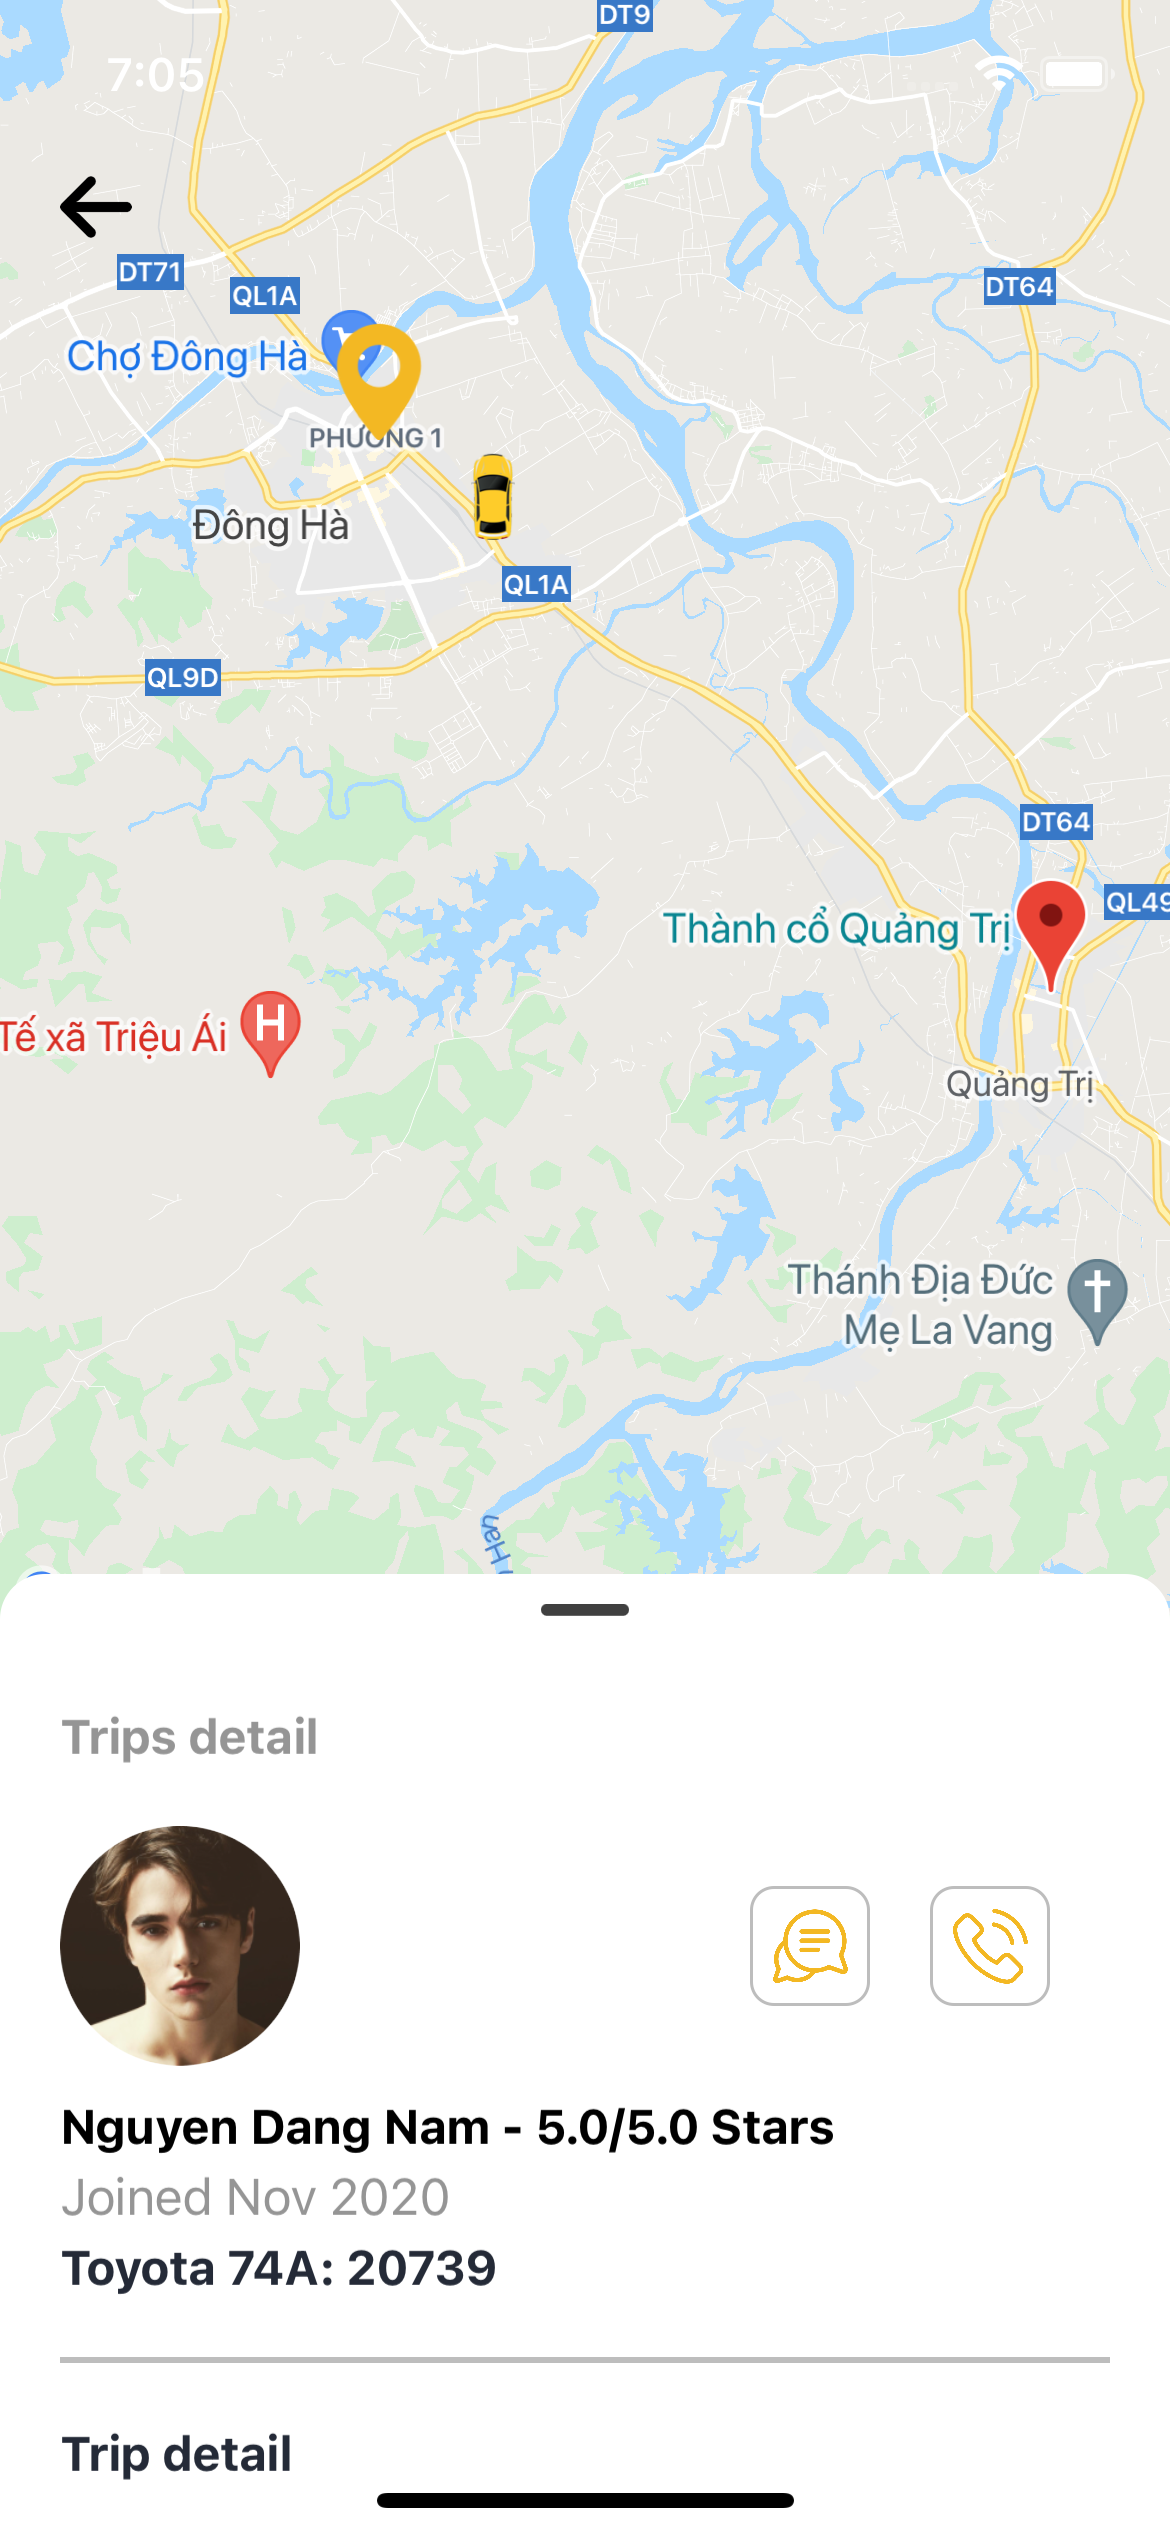 DT9
7:05
DT71
QL1A
DT64
Chợ Đông Hà
PHƯỜNG 1
Đông Hà
QL1A
QL9D
DT64
QL49
Thành cổ Quảng Trị
H
Tế xã Triệu Ái
Quảng Trị
Thánh Địa Đức
Mẹ La Vang
Han
Trips detail
Nguyen Dang Nam - 5.0/5.0 Stars
Joined Nov 2020
Toyota 74A: 20739
Trip detail